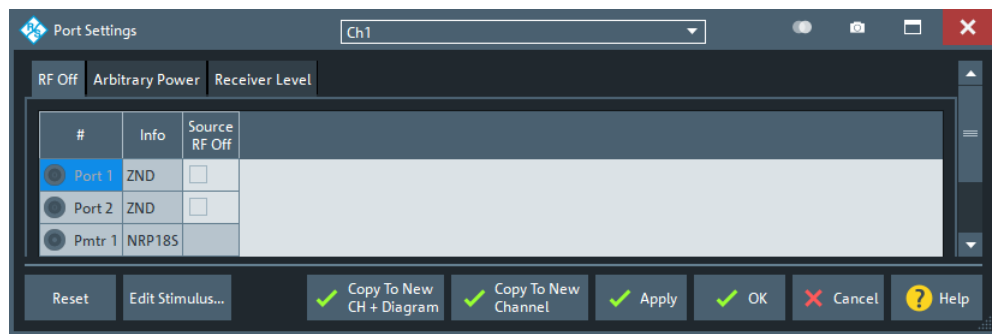 Port Settings
Ch1
RF Off Arbitrary Power Receiver Level
# Info Source
RF Off
Port 1 ZND
Port 2 ZND
Pmtr 1 NRP18S
Reset Edit Stimulus... Copy To New
CH + Diagram Copy To New
Channel Apply OK Cancel ? Help